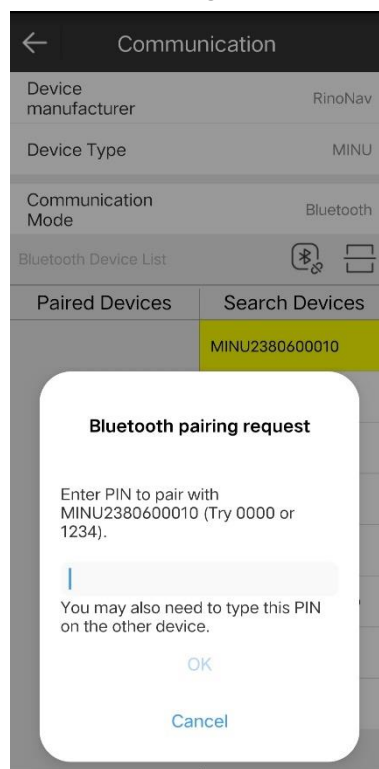 Communication
Device
manufacturer
RinoNav
Device Type
MINU
Communication
Mode
Bluetooth
Bluetooth Device List
Paired Devices
Search Devices
MINU2380600010
Bluetooth pairing request
Enter PIN to pair with
MINU2380600010 (Try 0000 or
1234).
You may also need to type this PIN
on the other device.
OK
Cancel